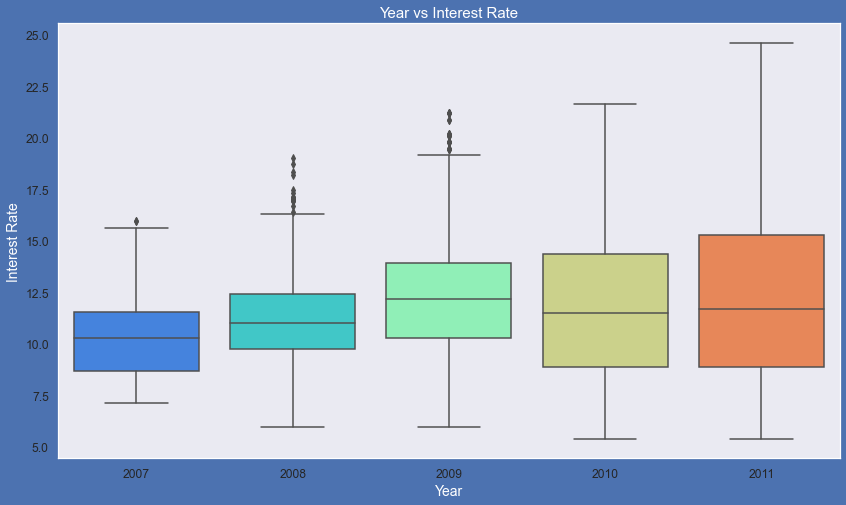 Year vs Interest Rate
25.0
22.5
20.0
17.5
15.0
12.5
10.0
7.5
5.0
Interest Rate
2007 2008 2009 2010 2011
Year